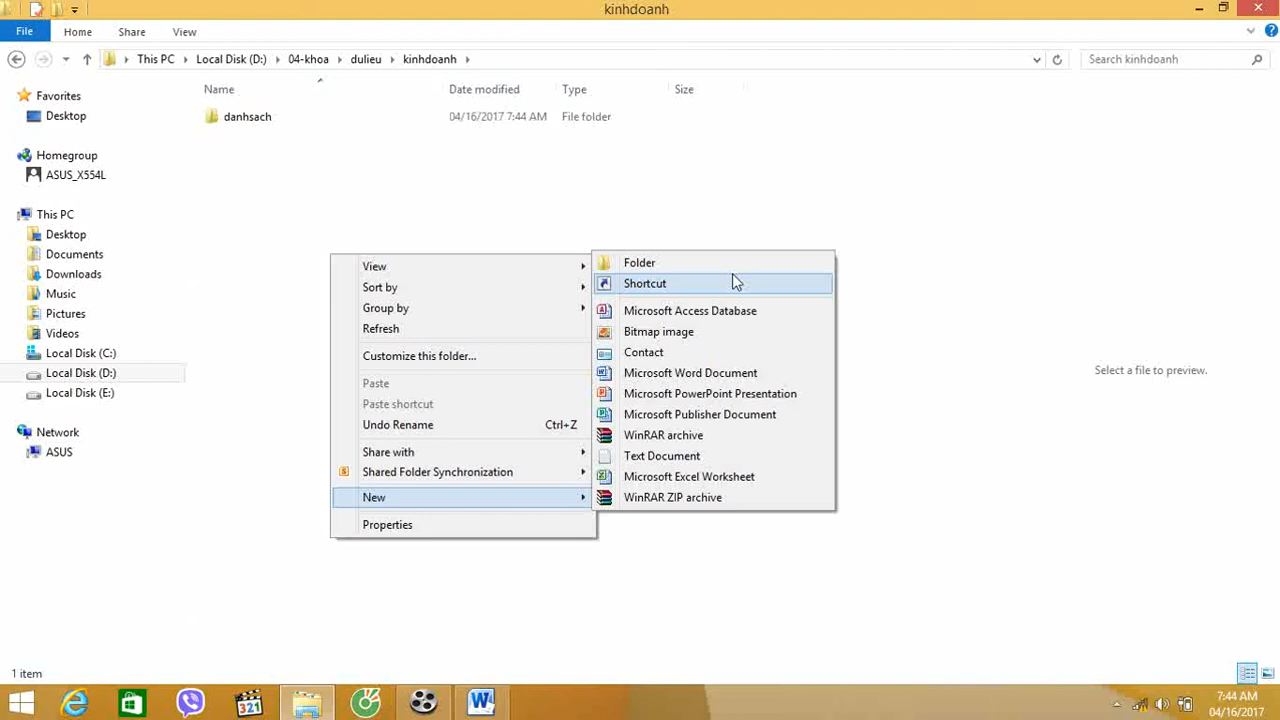 kinhdoanh
File Home Share View
This PC Local Disk (D:) 04-khoa dulieu kinhdoanh Search kinhdoanh
Name Date modified Type Size
danhsach 04/16/2017 7:44 AM File folder
Favorites
Desktop
Homegroup
ASUS_X554L
This PC
Desktop
Documents
Downloads
Music
Pictures
Videos
Local Disk (C:)
Local Disk (D:)
Local Disk (E:)
Network
ASUS
View
Sort by
Group by
Refresh
Customize this folder...
Paste
Paste shortcut
Undo Rename Ctrl+Z
Share with
Shared Folder Synchronization
New
Properties
Folder
Shortcut
Microsoft Access Database
Bitmap image
Contact
Microsoft Word Document
Microsoft PowerPoint Presentation
Microsoft Publisher Document
WinRAR archive
Text Document
Microsoft Excel Worksheet
WinRAR ZIP archive
Select a file to preview.
1 item
321
7:44 AM
04/16/2017